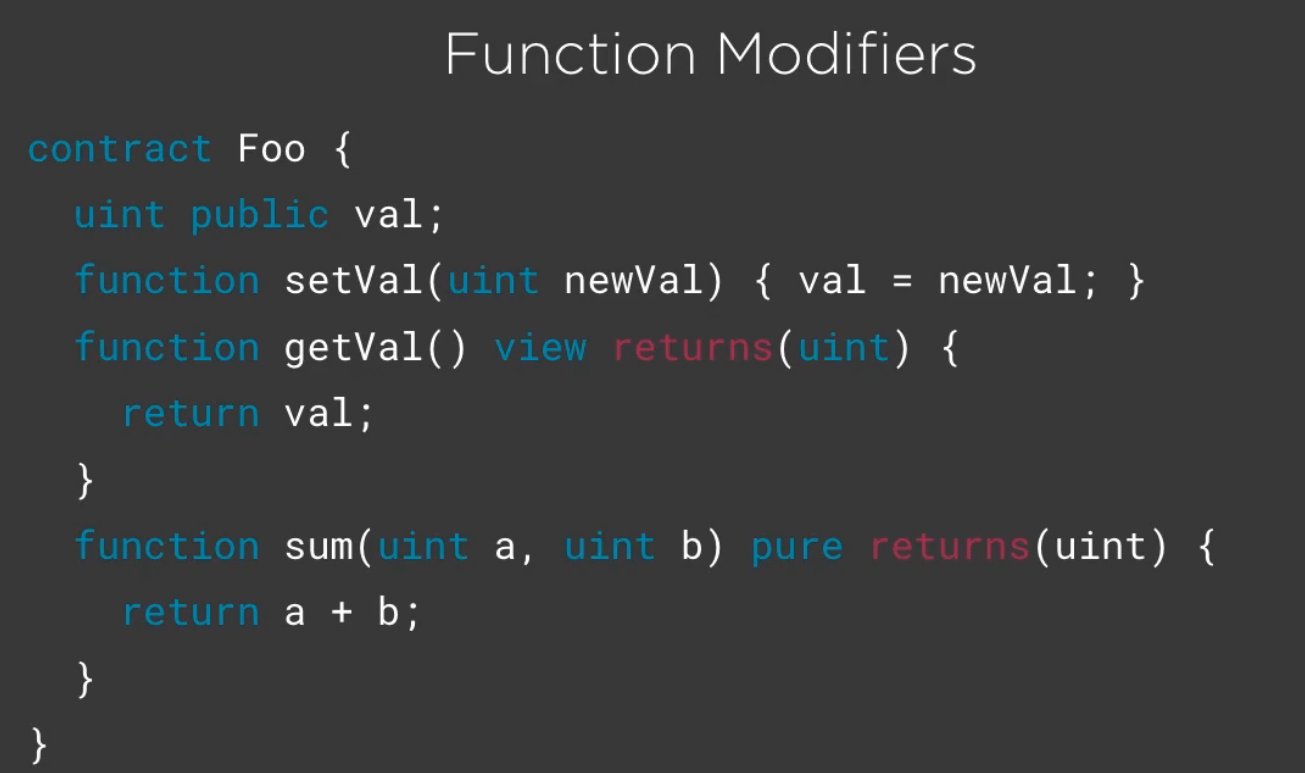 Function Modifiers
contract Foo {
  uint public val;
  function setVal(uint newVal) { val = newVal; }
  function getVal() view returns(uint) {
    return val;
  }
  function sum(uint a, uint b) pure returns(uint) {
    return a + b;
  }
}